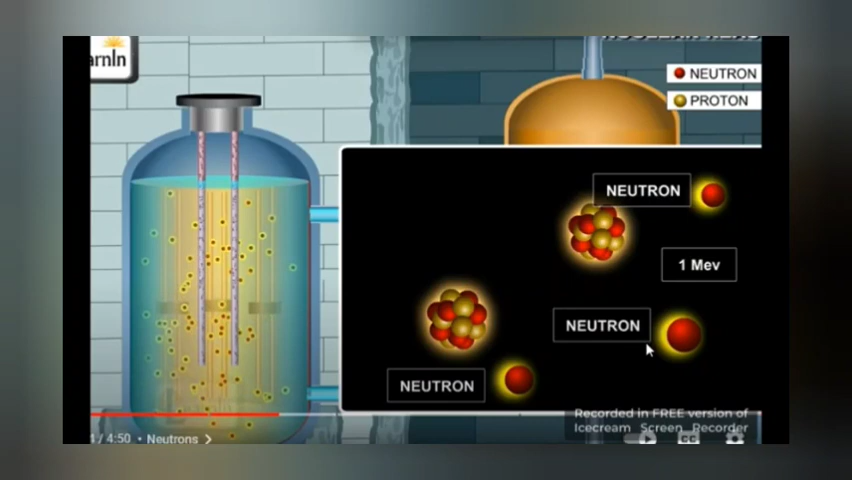 arnIn
NEUTRON
PROTON
NEUTRON
1 Mev
NEUTRON
NEUTRON
Recorded in FREE version of
Icecream Screen Recorder
/ 4:50 • Neutrons >
CC